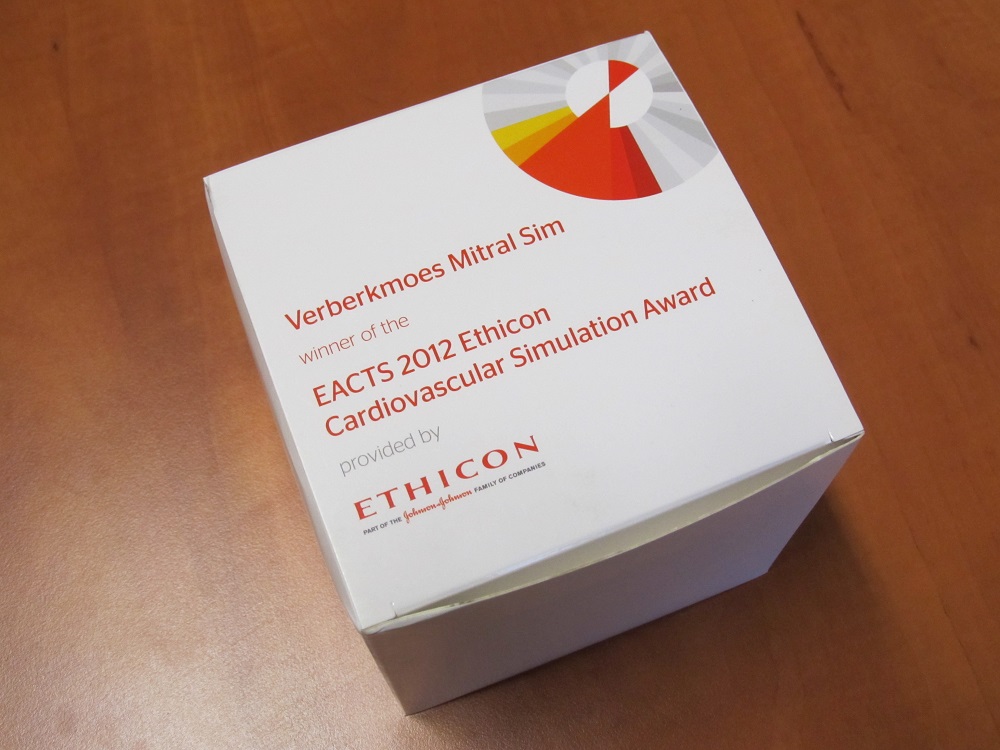 Verberkmoes Mitral Sim
winner of the
EACTS 2012 Ethicon
Cardiovascular Simulation Award
provided by
ETHICON
PART OF THE Johnson-Johnson FAMILY OF COMPANIES